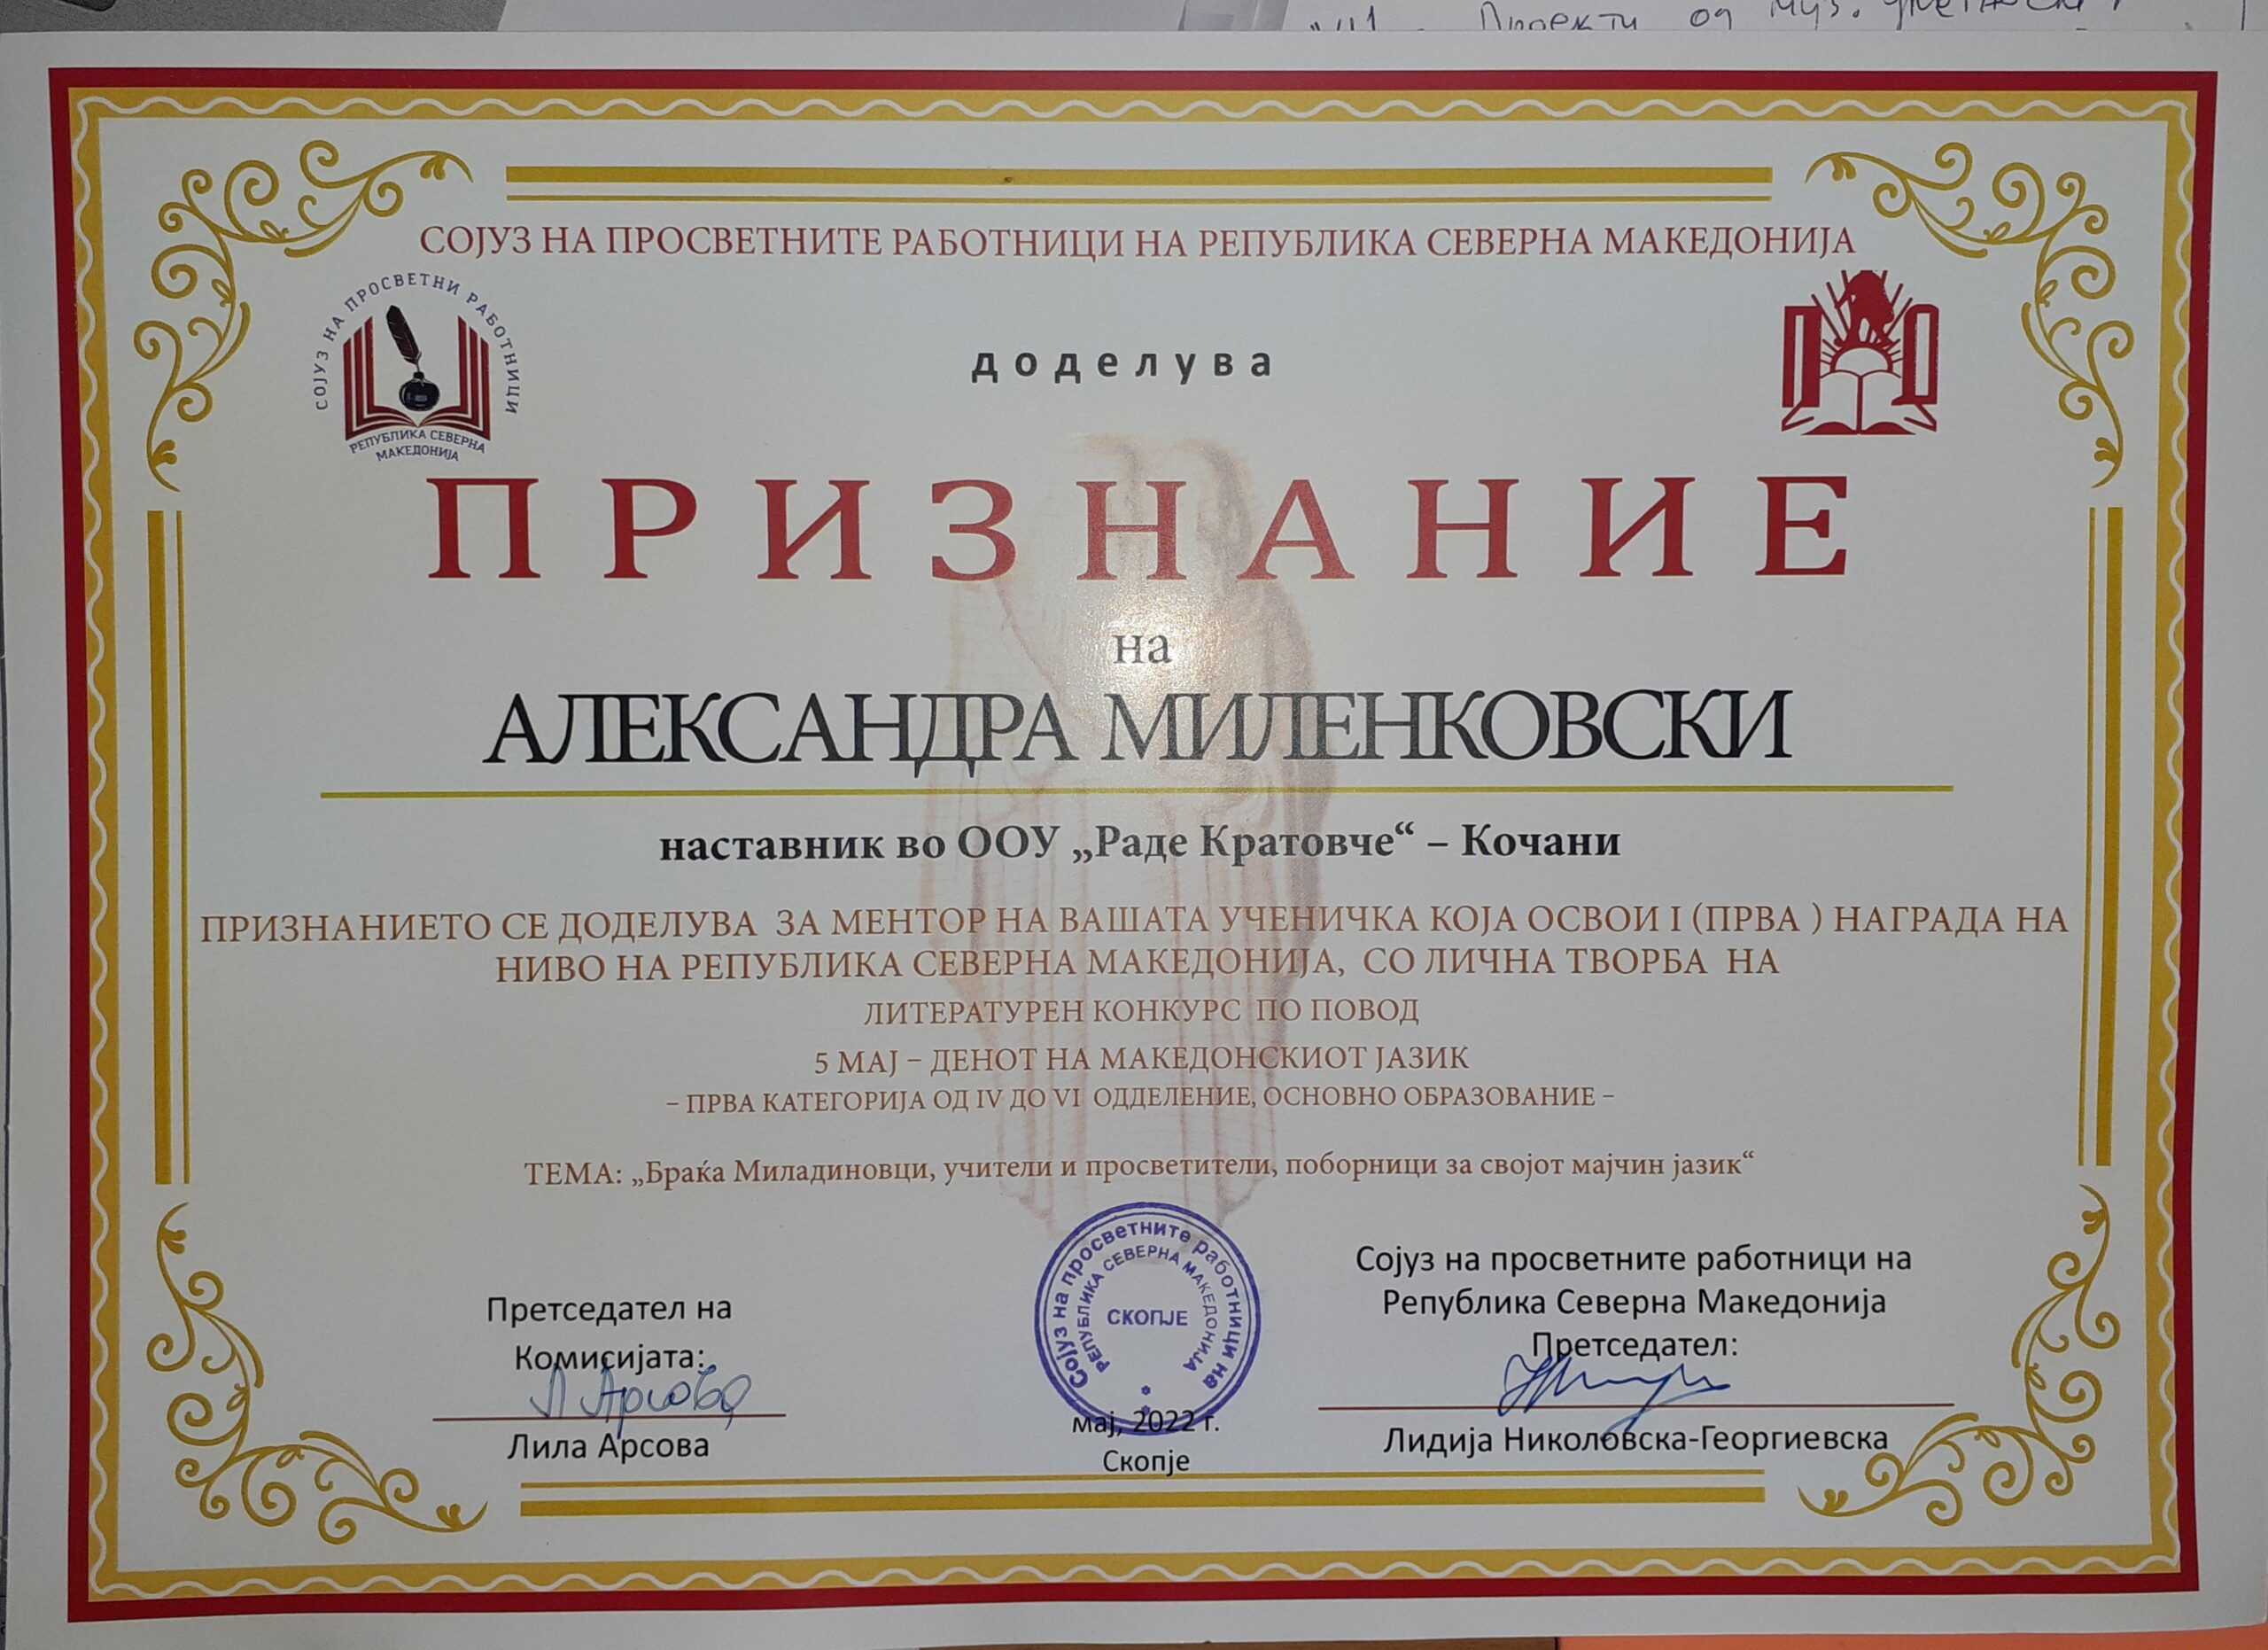 Проекти од муз.
СОЈУЗ НА ПРОСВЕТНИТЕ РАБОТНИЦИ НА РЕПУБЛИКА СЕВЕРНА МАКЕДОНИЈА
СОЈУЗ НА ПРОСВЕТНИ РАБОТНИЦИ
РЕПУБЛИКА СЕВЕРНА
МАКЕДОНИЈА
доделува
ПРИЗНАНИЕ
на
АЛЕКСАНДРА МИЛЕНКОВСКИ
наставник во ООУ „Раде Кратовче“ – Кочани
ПРИЗНАНИЕТО СЕ ДОДЕЛУВА ЗА МЕНТОР НА ВАШАТА УЧЕНИЧКА КОЈА ОСВОИ I (ПРВА ) НАГРАДА НА
НИВО НА РЕПУБЛИКА СЕВЕРНА МАКЕДОНИЈА, СО ЛИЧНА ТВОРБА НА
ЛИТЕРАТУРЕН КОНКУРС ПО ПОВОД
5 МАЈ – ДЕНОТ НА МАКЕДОНСКИОТ ЈАЗИК
– ПРВА КАТЕГОРИЈА ОД IV ДО VI ОДДЕЛЕНИЕ, ОСНОВНО ОБРАЗОВАНИЕ –
ТЕМА: „Браќа Миладиновци, учители и просветители, поборници за својот мајчин јазик“
Претседател на
Комисијата:
Л Арсова
Лила Арсова
Сојуз на просветните работници на
РЕПУБЛИКА СЕВЕРНА МАКЕДОНИЈА
СКОПЈЕ
мај, 2022 г.
Скопје
Сојуз на просветните работници на
Република Северна Македонија
Претседател:
Лидија Николовска-Георгиевска